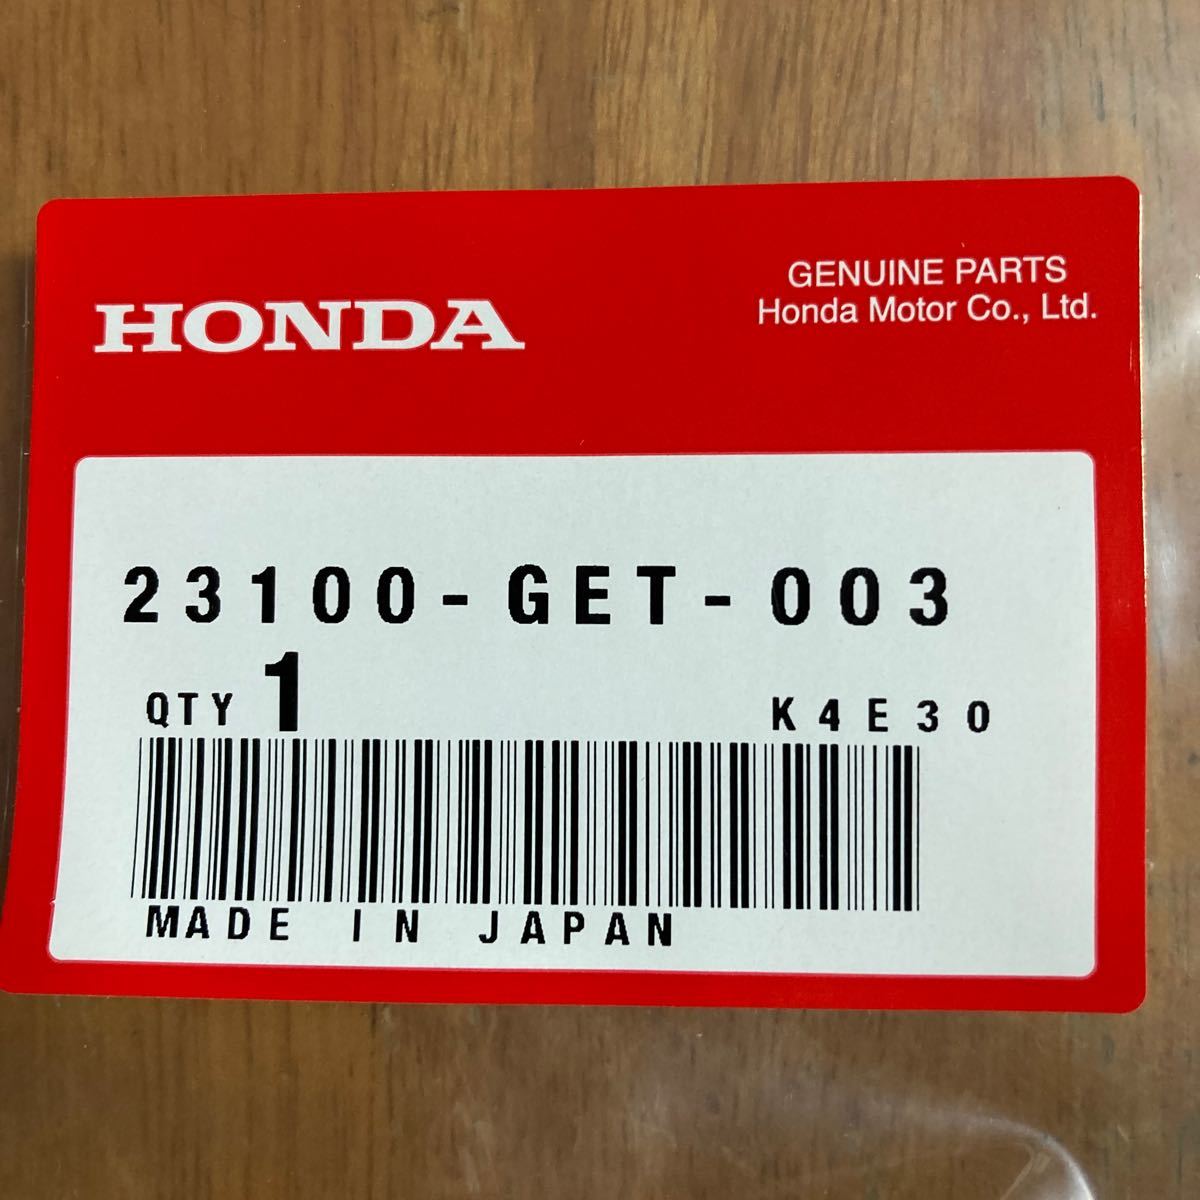 HONDA
GENUINE PARTS
Honda Motor Co., Ltd.
23100-GET-003
QTY 1 K4E30
MADE IN JAPAN